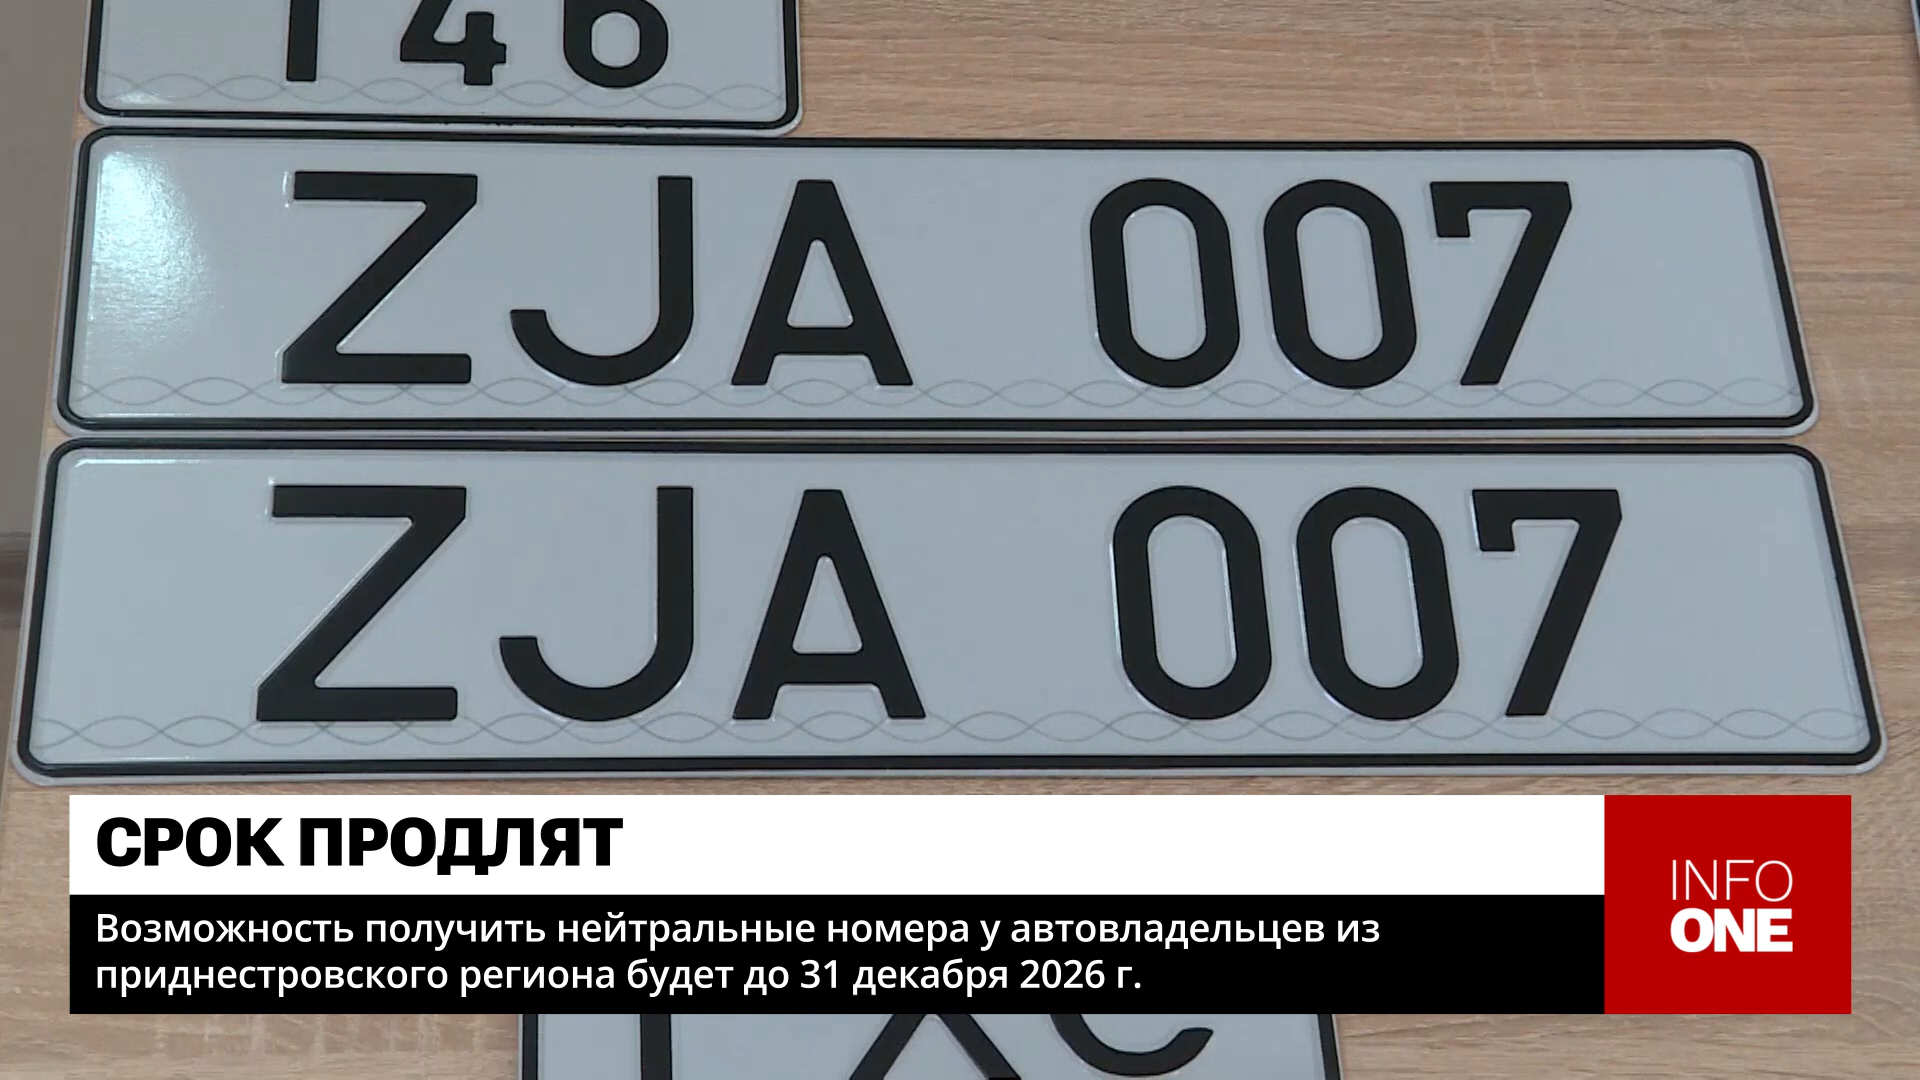 146
ZJA 007
ZJA 007
СРОК ПРОДЛЯТ
Возможность получить нейтральные номера у автовладельцев из
приднестровского региона будет до 31 декабря 2026 г.
INFO
ONE